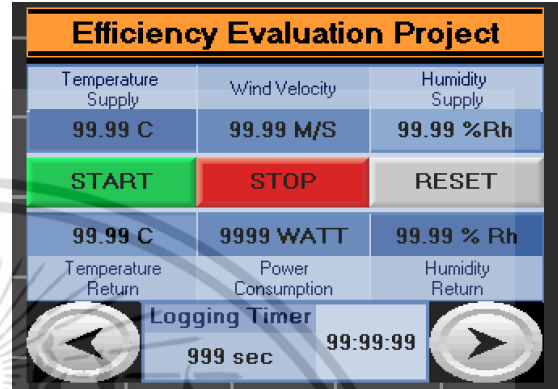 Efficiency Evaluation Project
Temperature Supply
Wind Velocity
Humidity Supply
99.99 C
99.99 M/S
99.99 %Rh
START
STOP
RESET
99.99 C
9999 WATT
99.99 % Rh
Temperature Return
Power Consumption
Humidity Return
Logging Timer
999 sec
99:99:99